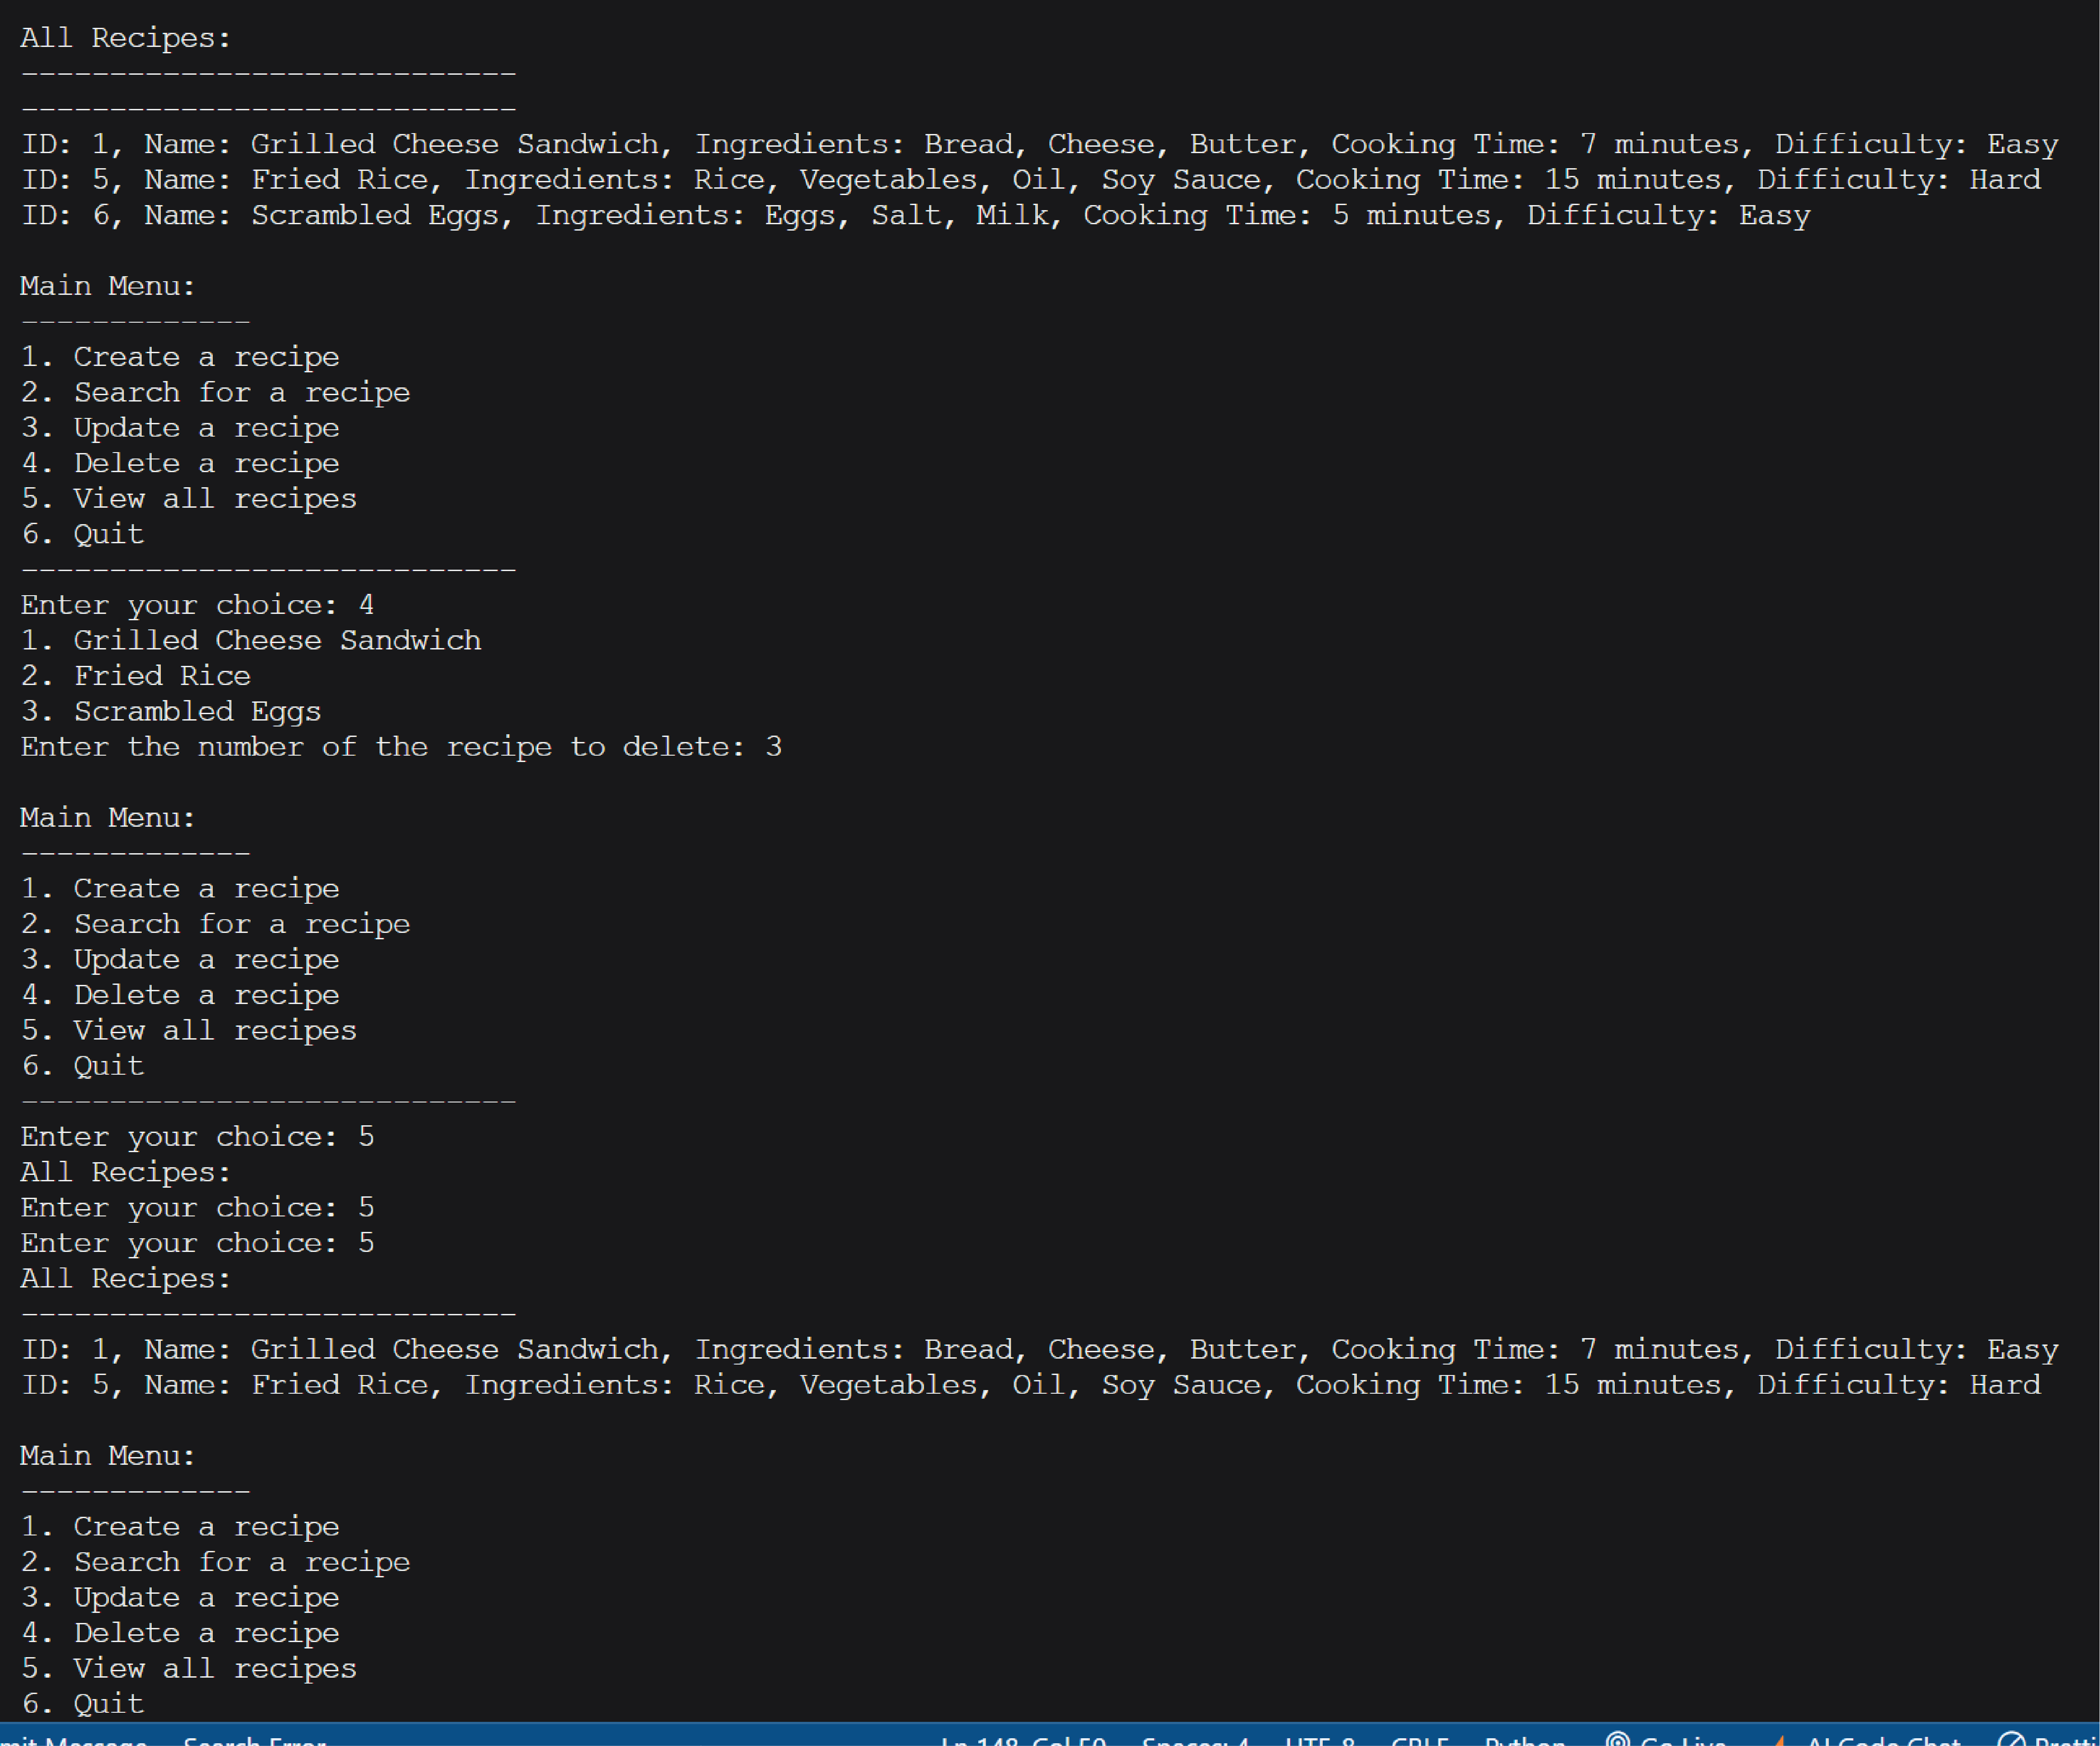 All Recipes:
----------------------------
----------------------------
ID: 1, Name: Grilled Cheese Sandwich, Ingredients: Bread, Cheese, Butter, Cooking Time: 7 minutes, Difficulty: Easy
ID: 5, Name: Fried Rice, Ingredients: Rice, Vegetables, Oil, Soy Sauce, Cooking Time: 15 minutes, Difficulty: Hard
ID: 6, Name: Scrambled Eggs, Ingredients: Eggs, Salt, Milk, Cooking Time: 5 minutes, Difficulty: Easy
Main Menu:
-------------
1. Create a recipe
2. Search for a recipe
3. Update a recipe
4. Delete a recipe
5. View all recipes
6. Quit
----------------------------
Enter your choice: 4
1. Grilled Cheese Sandwich
2. Fried Rice
3. Scrambled Eggs
Enter the number of the recipe to delete: 3
Main Menu:
-------------
1. Create a recipe
2. Search for a recipe
3. Update a recipe
4. Delete a recipe
5. View all recipes
6. Quit
----------------------------
Enter your choice: 5
All Recipes:
Enter your choice: 5
Enter your choice: 5
All Recipes:
----------------------------
ID: 1, Name: Grilled Cheese Sandwich, Ingredients: Bread, Cheese, Butter, Cooking Time: 7 minutes, Difficulty: Easy
ID: 5, Name: Fried Rice, Ingredients: Rice, Vegetables, Oil, Soy Sauce, Cooking Time: 15 minutes, Difficulty: Hard
Main Menu:
-------------
1. Create a recipe
2. Search for a recipe
3. Update a recipe
4. Delete a recipe
5. View all recipes
6. Quit
mit Message Search Error Ln 148, Col 50 Spaces: 4 UTF-8 CRLF Python Go Live AI Code Chat Pretti